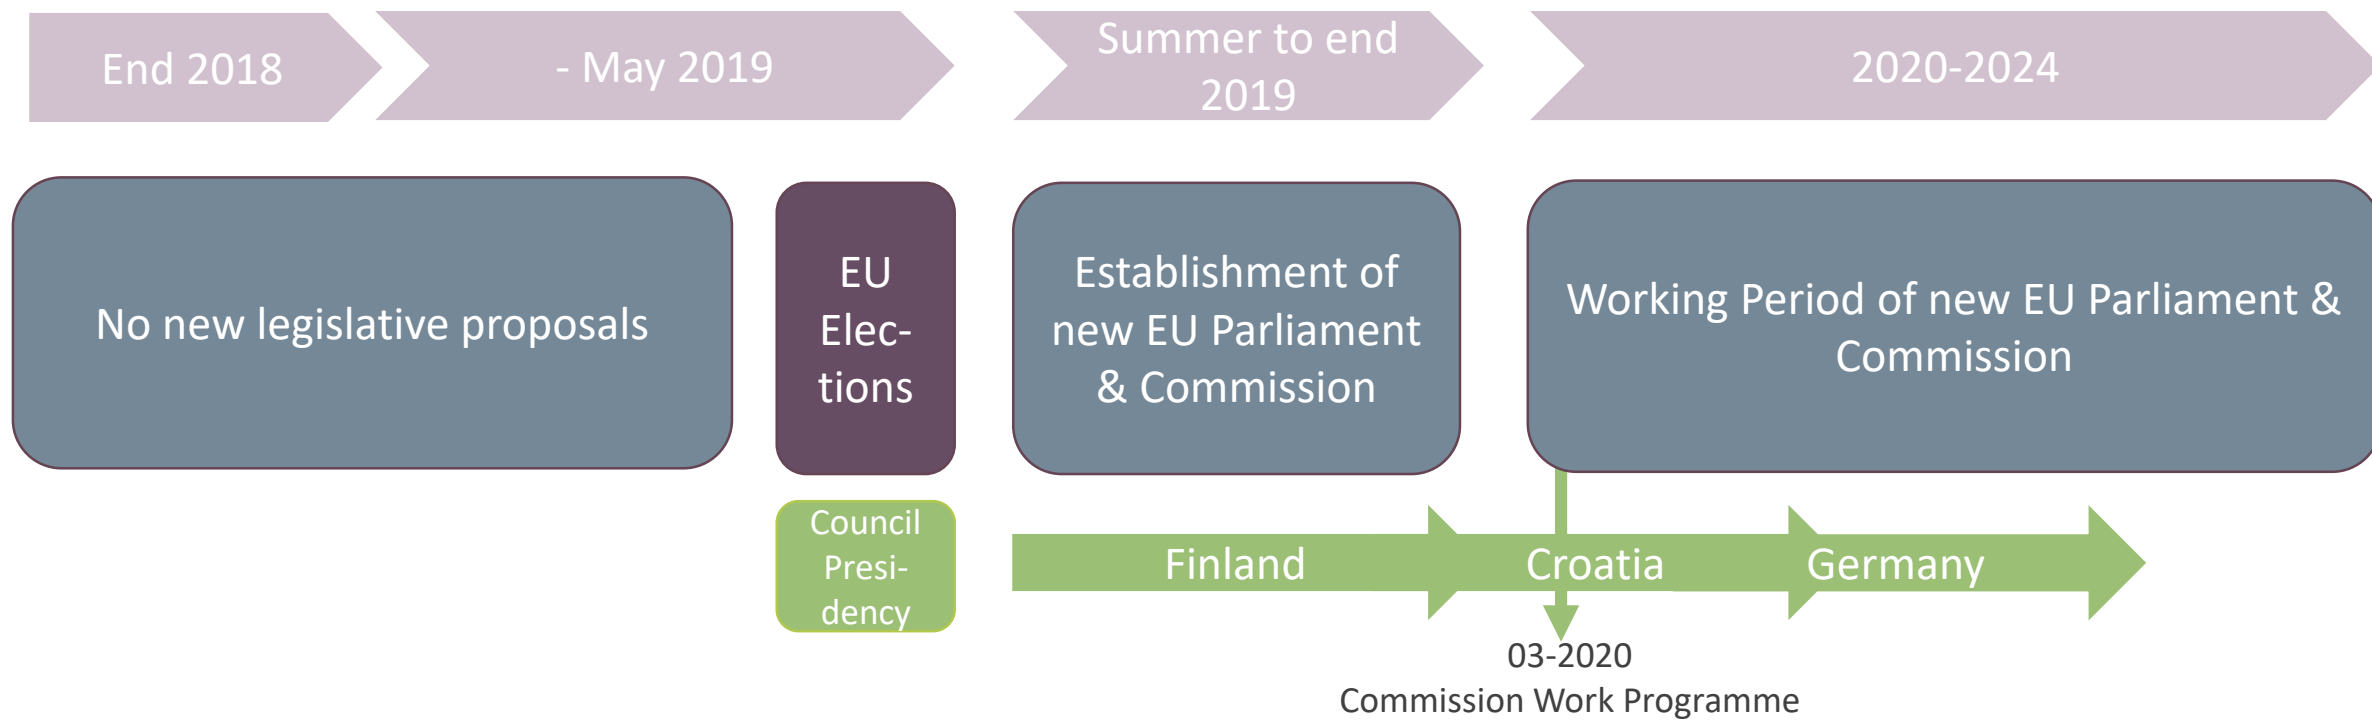 End 2018
- May 2019
Summer to end
2019
2020-2024
No new legislative proposals
EU
Elec-
tions
Establishment of
new EU Parliament
& Commission
Working Period of new EU Parliament &
Commission
Council
Presi-
dency
Finland
Croatia
Germany
03-2020
Commission Work Programme